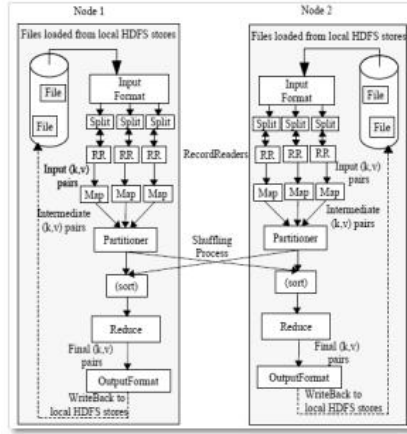 Node 1
Files loaded from local HDFS stores
File
File
Input
Format
Split Split Split
RR RR RR
Input (k,v)
pairs
Map Map Map
Intermediate
(k,v) pairs
Partitioner
(sort)
Reduce
Final (k,v)
pairs
OutputFormat
WriteBack to
local HDFS stores
RecordReaders
Shuffling
Process
Node 2
Files loaded from local HDFS stores
Input
Format
File
File
Split Split Split
RR RR RR
Input (k,v)
pairs
Map Map Map
Intermediate
(k,v) pairs
Partitioner
(sort)
Reduce
Final (k,v)
pairs
OutputFormat
WriteBack to
local HDFS stores